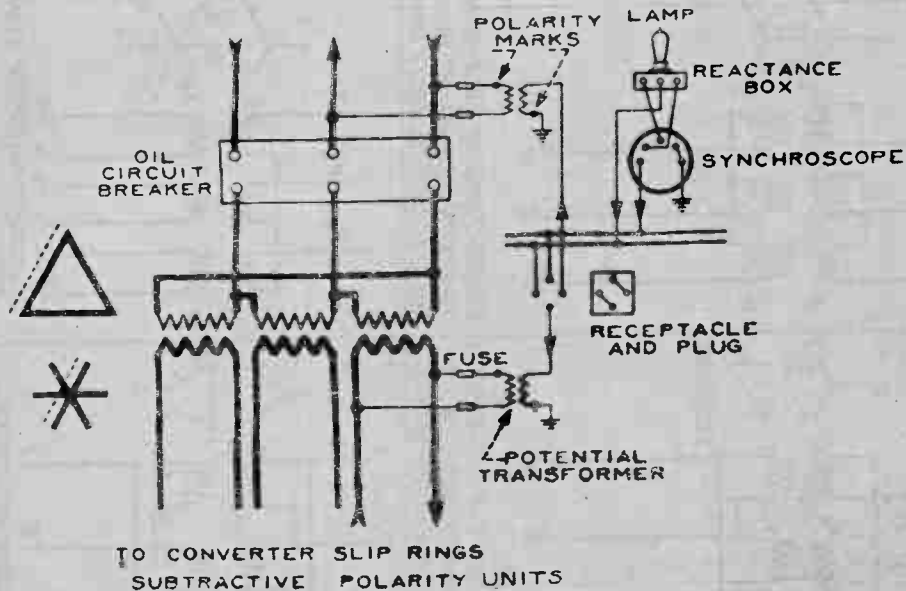 POLARITY
MARKS
LAMP
REACTANCE
BOX
OIL
CIRCUIT
BREAKER
SYNCHROSCOPE
RECEPTACLE
AND PLUG
FUSE
POTENTIAL
TRANSFORMER
TO CONVERTER SLIP RINGS
SUBTRACTIVE POLARITY UNITS